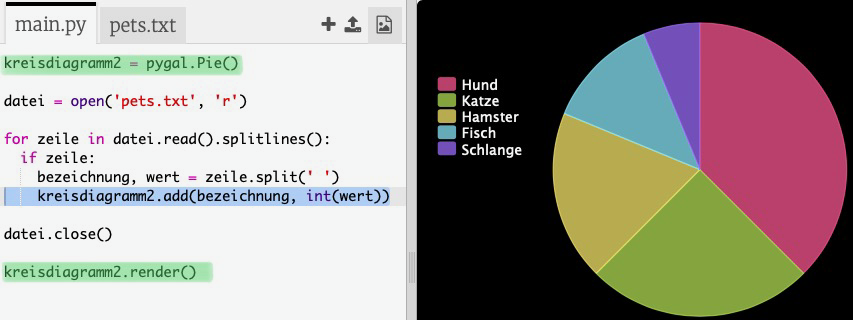 main.py pets.txt
kreisdiagramm2 = pygal.Pie()
datei = open('pets.txt', 'r')
for zeile in datei.read().splitlines():
if zeile:
bezeichnung, wert = zeile.split(' ')
kreisdiagramm2.add(bezeichnung, int(wert))
datei.close()
kreisdiagramm2.render()
Hund
Katze
Hamster
Fisch
Schlange